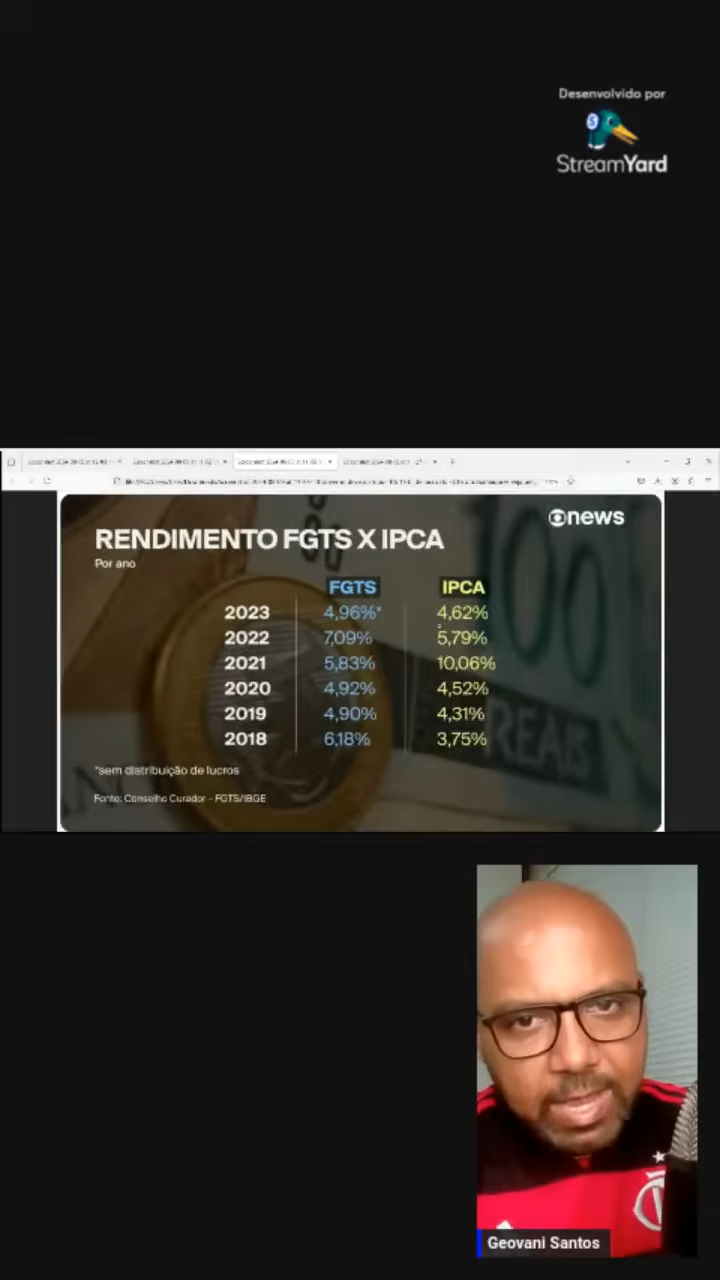 Desenvolvido por
StreamYard
news
RENDIMENTO FGTS X IPCA
Por ano
FGTS IPCA
2023 4,96%* 4,62%
2022 7,09% 5,79%
2021 5,83% 10,06%
2020 4,92% 4,52%
2019 4,90% 4,31%
2018 6,18% 3,75%
100
REAIS
*sem distribuição de lucros
Fonte: Conselho Curador - FGTS/IBGE
Geovani Santos